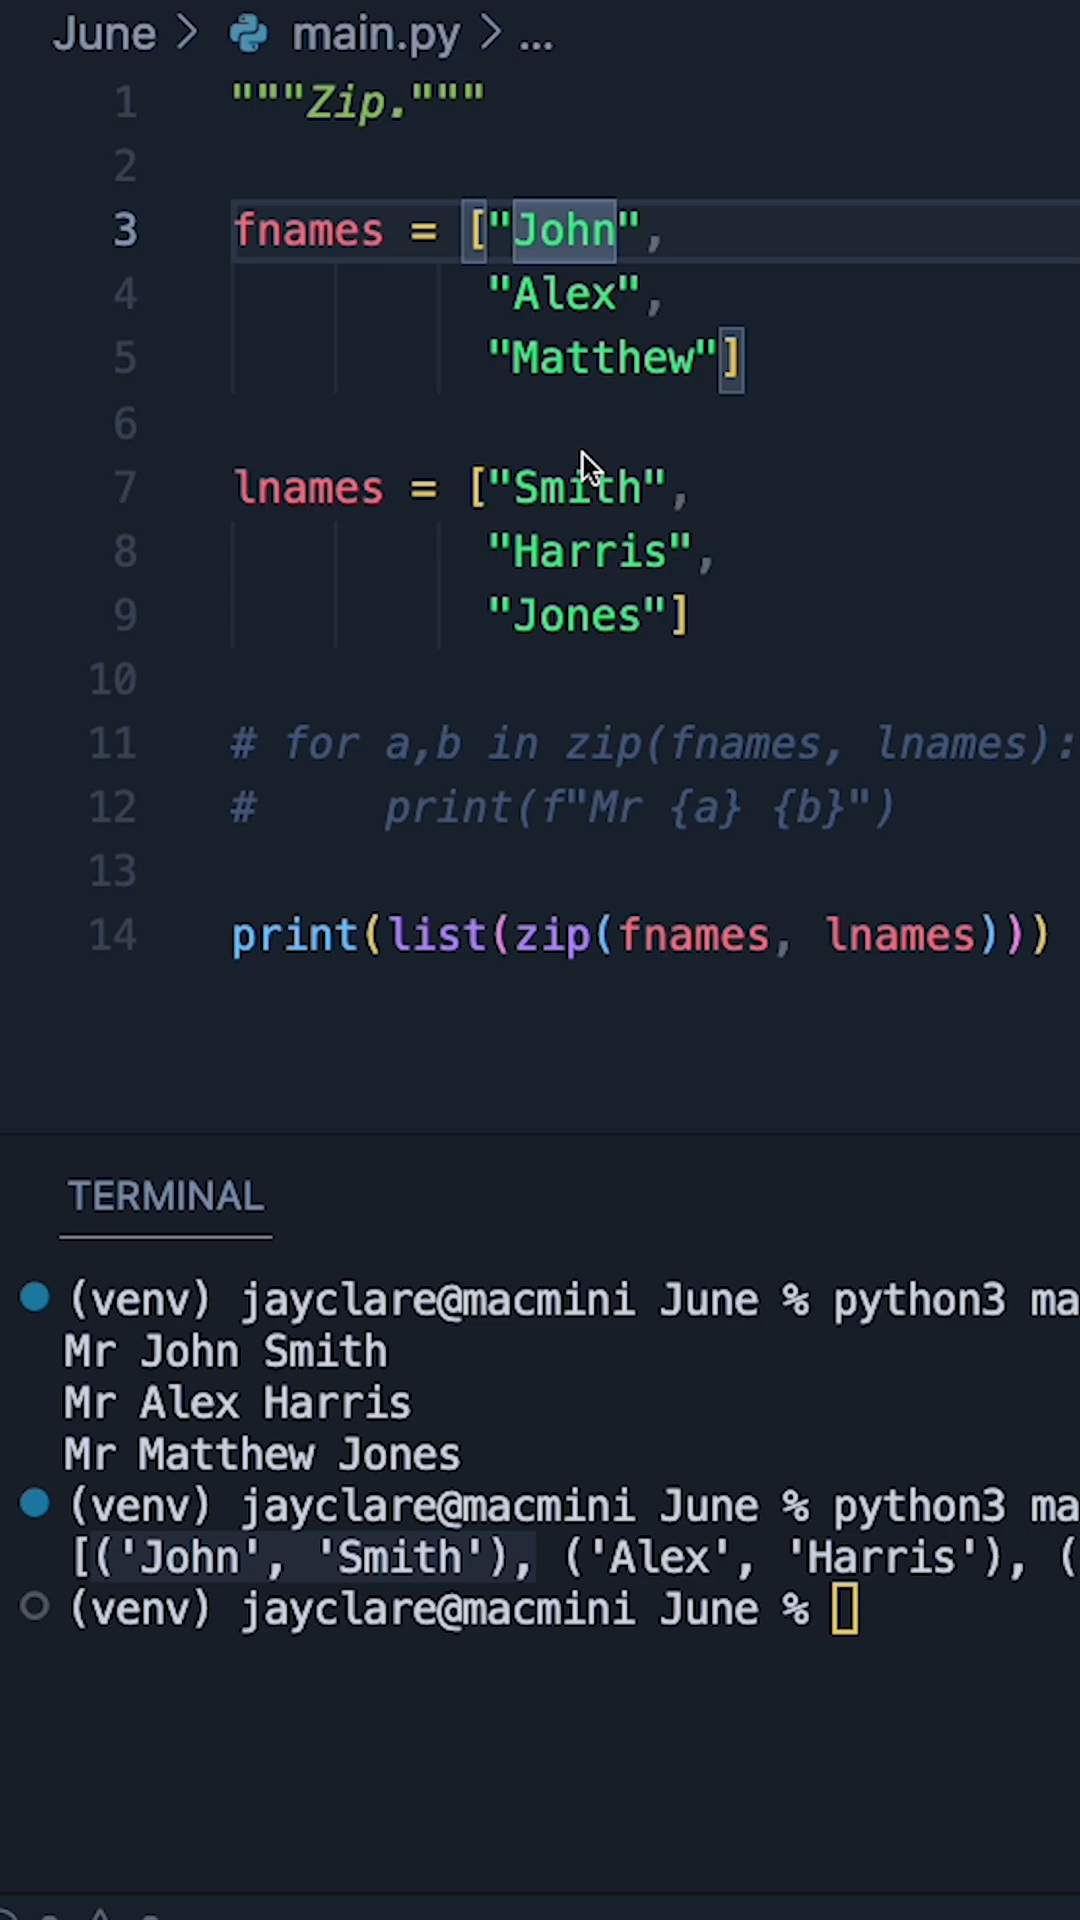 June > main.py > ...
1 """Zip."""
2
3 fnames = ["John",
4 "Alex",
5 "Matthew"]
6
7 lnames = ["Smith",
8 "Harris",
9 "Jones"]
10
11 # for a,b in zip(fnames, lnames):
12 #     print(f"Mr {a} {b}")
13
14 print(list(zip(fnames, lnames)))
TERMINAL
(venv) jayclare@macmini June % python3 ma
Mr John Smith
Mr Alex Harris
Mr Matthew Jones
(venv) jayclare@macmini June % python3 ma
[('John', 'Smith'), ('Alex', 'Harris'), (
(venv) jayclare@macmini June %